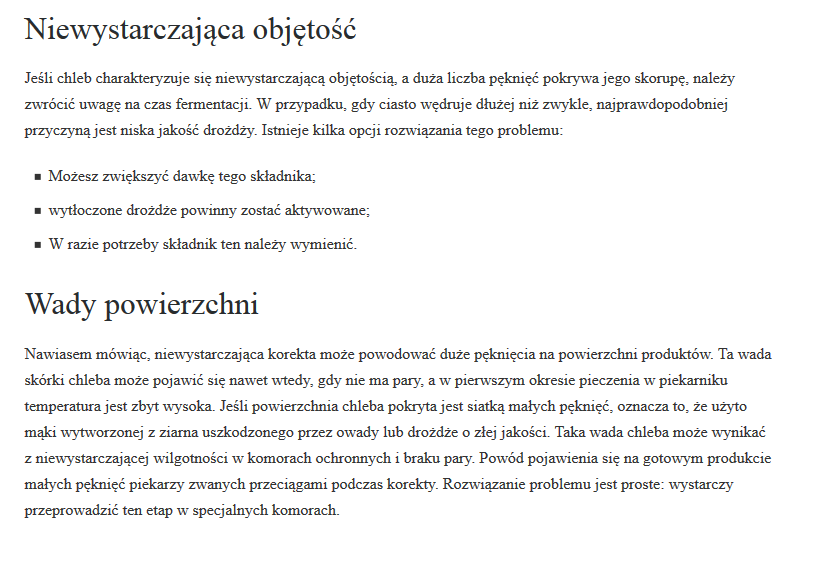 Niewystarczająca objętość
Jeśli chleb charakteryzuje się niewystarczającą objętością, a duża liczba pęknięć pokrywa jego skorupę, należy
zwrócić uwagę na czas fermentacji. W przypadku, gdy ciasto wędruje dłużej niż zwykle, najprawdopodobniej
przyczyną jest niska jakość drożdży. Istnieje kilka opcji rozwiązania tego problemu:
▪ Możesz zwiększyć dawkę tego składnika;
▪ wytłoczone drożdże powinny zostać aktywowane;
▪ W razie potrzeby składnik ten należy wymienić.
Wady powierzchni
Nawiasem mówiąc, niewystarczająca korekta może powodować duże pęknięcia na powierzchni produktów. Ta wada
skórki chleba może pojawić się nawet wtedy, gdy nie ma pary, a w pierwszym okresie pieczenia w piekarniku
temperatura jest zbyt wysoka. Jeśli powierzchnia chleba pokryta jest siatką małych pęknięć, oznacza to, że użyto
mąki wytworzonej z ziarna uszkodzonego przez owady lub drożdże o złej jakości. Taka wada chleba może wynikać
z niewystarczającej wilgotności w komorach ochronnych i braku pary. Powód pojawienia się na gotowym produkcie
małych pęknięć piekarzy zwanych przeciągami podczas korekty. Rozwiązanie problemu jest proste: wystarczy
przeprowadzić ten etap w specjalnych komorach.